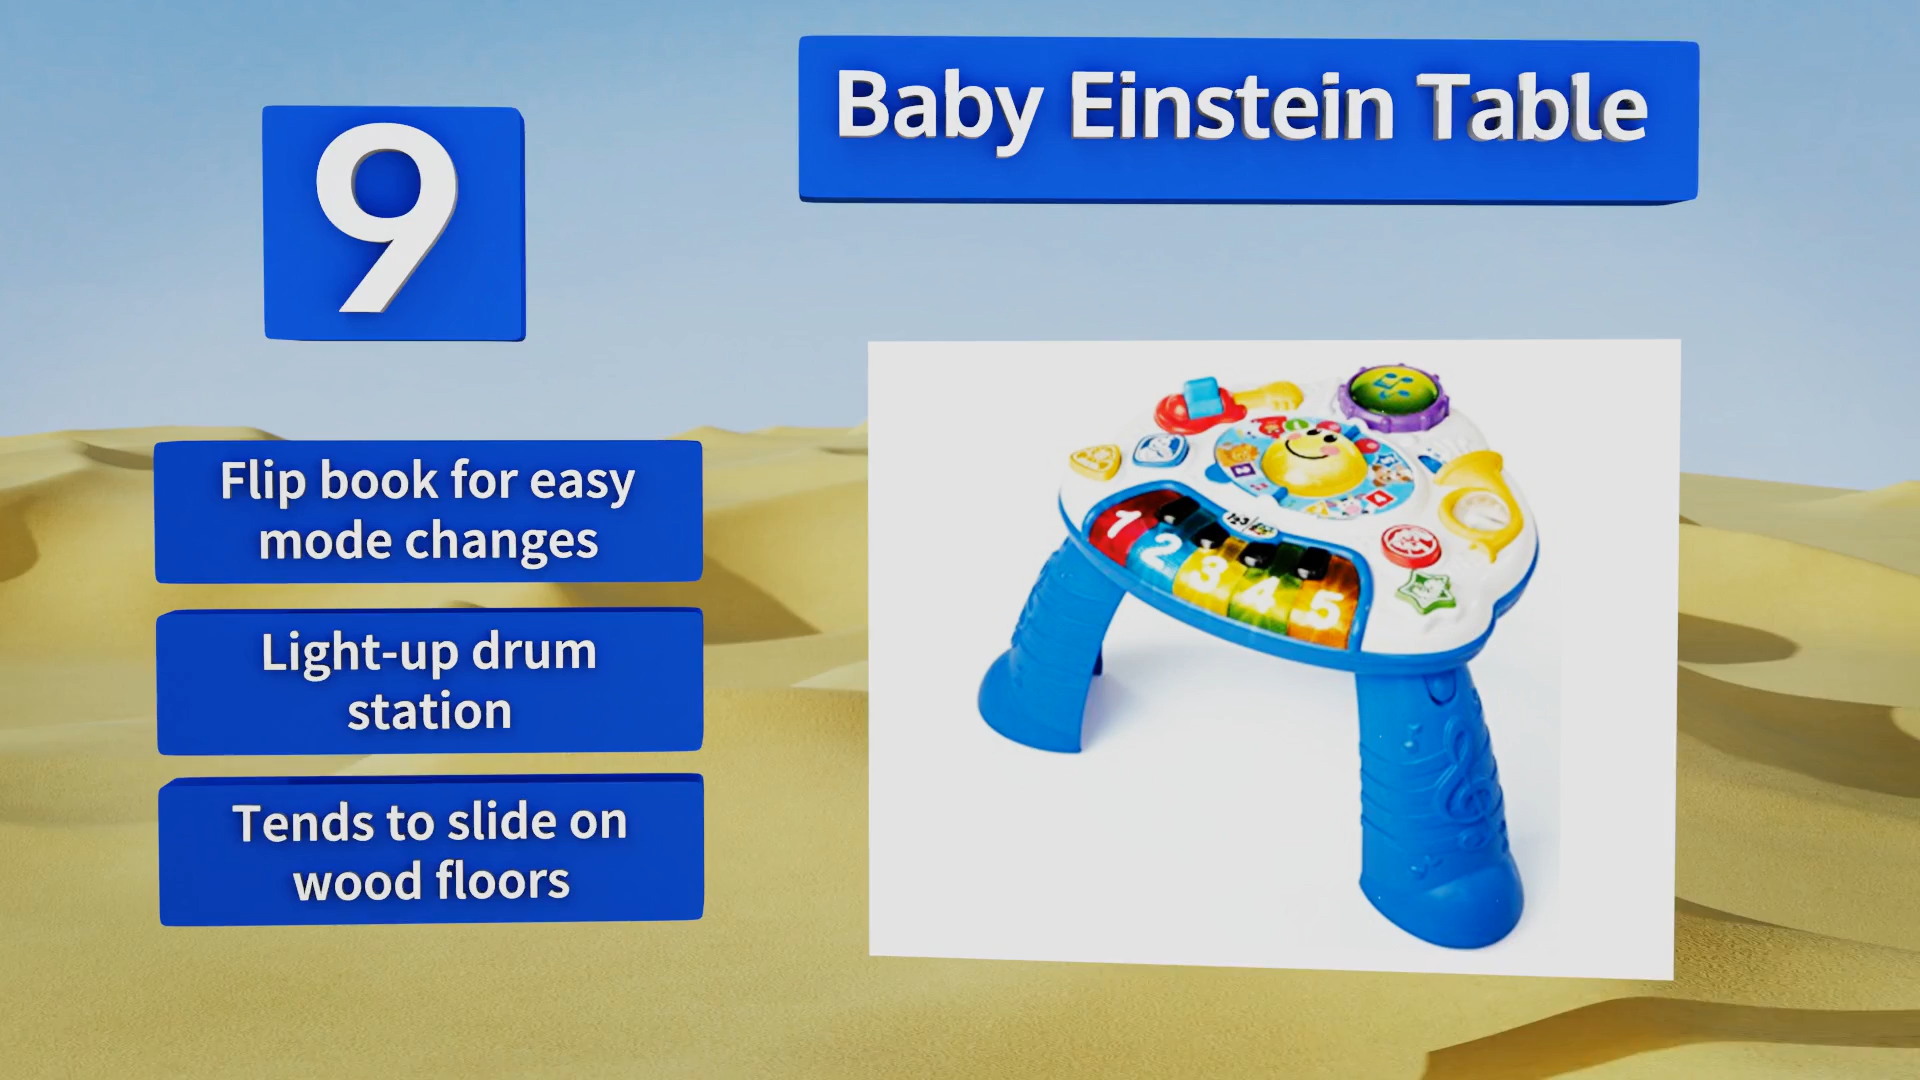 9
Baby Einstein Table
Flip book for easy
mode changes
Light-up drum
station
Tends to slide on
wood floors
1 2 3 4 5